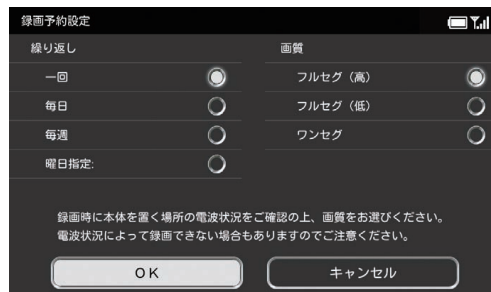 録画予約設定
繰り返し
画質
一回
フルセグ（高）
毎日
フルセグ（低）
毎週
ワンセグ
曜日指定:
録画時に本体を置く場所の電波状況をご確認の上、画質をお選びください。
電波状況によって録画できない場合もありますのでご注意ください。
OK
キャンセル